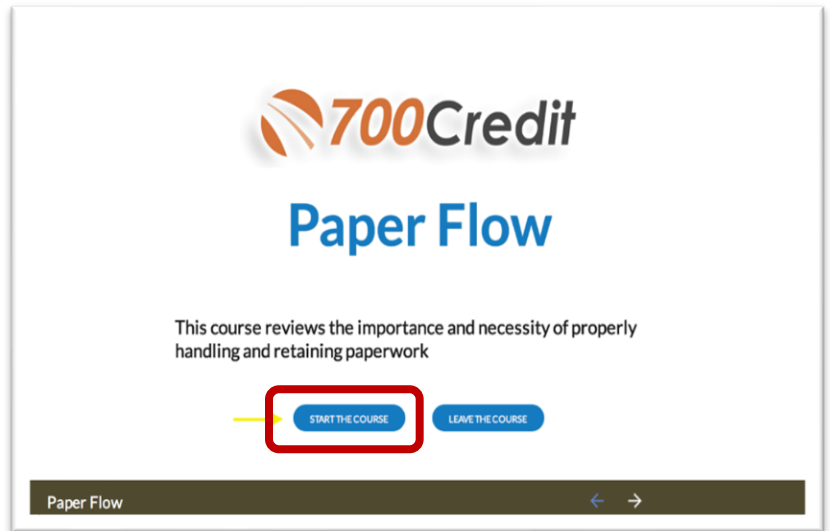 700Credit
Paper Flow
This course reviews the importance and necessity of properly
handling and retaining paperwork
START THE COURSE
LEAVE THE COURSE
Paper Flow